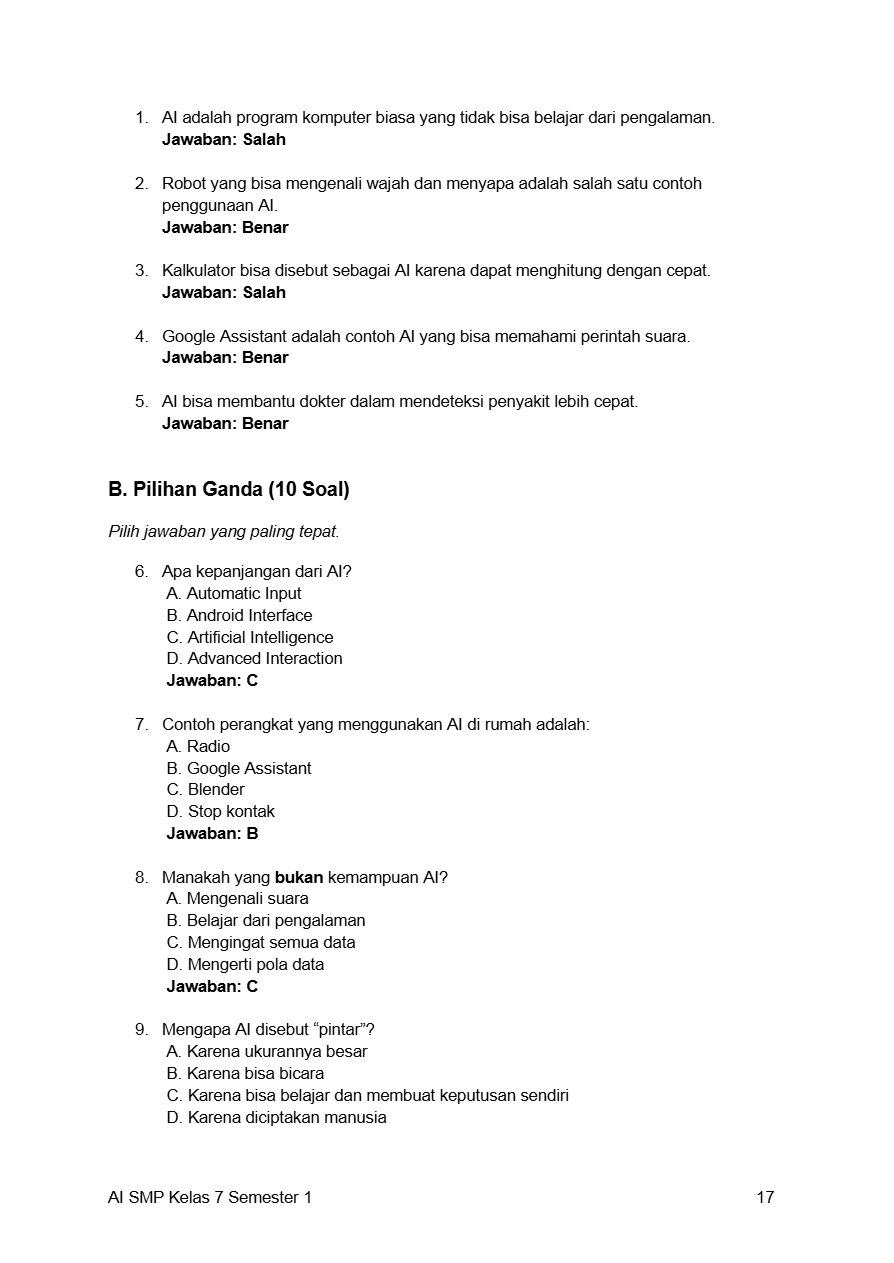 1. AI adalah program komputer biasa yang tidak bisa belajar dari pengalaman.
Jawaban: Salah
2. Robot yang bisa mengenali wajah dan menyapa adalah salah satu contoh
penggunaan AI.
Jawaban: Benar
3. Kalkulator bisa disebut sebagai AI karena dapat menghitung dengan cepat.
Jawaban: Salah
4. Google Assistant adalah contoh AI yang bisa memahami perintah suara.
Jawaban: Benar
5. AI bisa membantu dokter dalam mendeteksi penyakit lebih cepat.
Jawaban: Benar
B. Pilihan Ganda (10 Soal)
Pilih jawaban yang paling tepat.
6. Apa kepanjangan dari AI?
A. Automatic Input
B. Android Interface
C. Artificial Intelligence
D. Advanced Interaction
Jawaban: C
7. Contoh perangkat yang menggunakan AI di rumah adalah:
A. Radio
B. Google Assistant
C. Blender
D. Stop kontak
Jawaban: B
8. Manakah yang bukan kemampuan AI?
A. Mengenali suara
B. Belajar dari pengalaman
C. Mengingat semua data
D. Mengerti pola data
Jawaban: C
9. Mengapa AI disebut “pintar”?
A. Karena ukurannya besar
B. Karena bisa bicara
C. Karena bisa belajar dan membuat keputusan sendiri
D. Karena diciptakan manusia
AI SMP Kelas 7 Semester 1 17